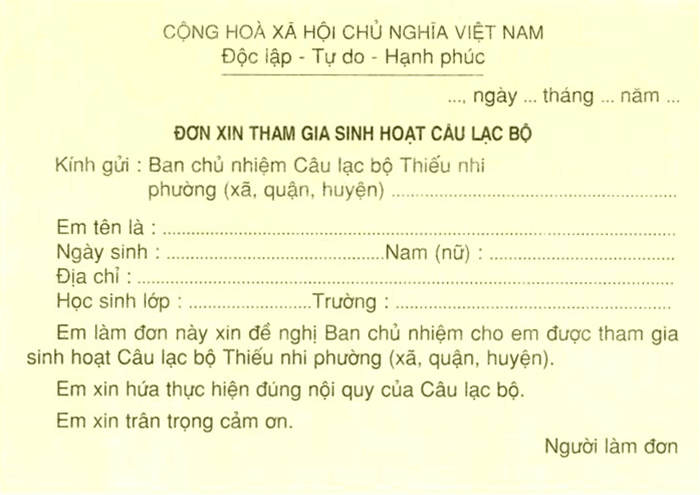 CỘNG HOÀ XÃ HỘI CHỦ NGHĨA VIỆT NAM
Độc lập - Tự do - Hạnh phúc
..., ngày ... tháng ... năm ...
ĐƠN XIN THAM GIA SINH HOẠT CÂU LẠC BỘ
Kính gửi : Ban chủ nhiệm Câu lạc bộ Thiếu nhi
phường (xã, quận, huyện) ....................................................
Em tên là : ...............................................................................................
Ngày sinh : ........................................Nam (nữ) : ..................................
Địa chỉ : ...................................................................................................
Học sinh lớp : .......................Trường : ...................................................
Em làm đơn này xin đề nghị Ban chủ nhiệm cho em được tham gia
sinh hoạt Câu lạc bộ Thiếu nhi phường (xã, quận, huyện).
Em xin hứa thực hiện đúng nội quy của Câu lạc bộ.
Em xin trân trọng cảm ơn.
Người làm đơn